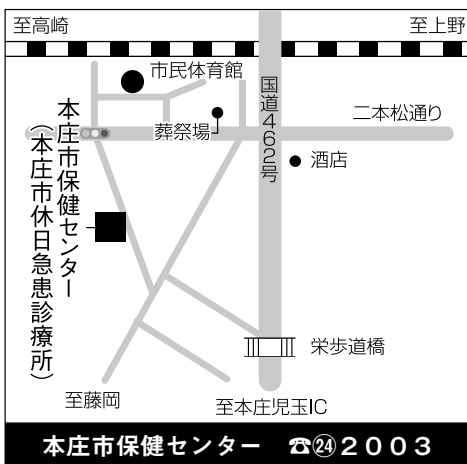 至高崎
至上野
市民体育館
国道462号
二本松通り
葬祭場
酒店
本庄市保健センター
（本庄市休日急患診療所）
栄歩道橋
至藤岡
至本庄児玉IC
本庄市保健センター ☎㉔2003